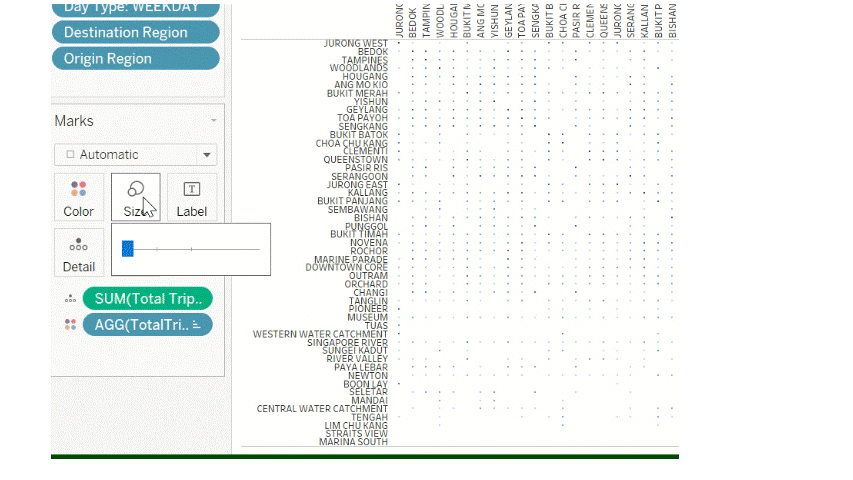 Day Type: WEEKDAY
Destination Region
Origin Region
Marks
Automatic
Color
Size
Label
Detail
SUM(Total Trip..
AGG(TotalTri..
JURONG
BEDOK
TAMPIN
WOODL
HOUGAI
BUKIT M
ANG MO
YISHUN
GEYLAN
TOA PAY
SENGKA
BUKIT B
CHOA C
PASIR R
CLEMEN
QUEENS
JURONG
SERANG
KALLAN
BUKIT P
BISHAN
JURONG WEST
BEDOK
TAMPINES
WOODLANDS
HOUGANG
ANG MO KIO
BUKIT MERAH
YISHUN
GEYLANG
TOA PAYOH
SENGKANG
BUKIT BATOK
CHOA CHU KANG
CLEMENTI
QUEENSTOWN
PASIR RIS
SERANGOON
JURONG EAST
KALLANG
BUKIT PANJANG
SEMBAWANG
BISHAN
PUNGGOL
BUKIT TIMAH
NOVENA
ROCHOR
MARINE PARADE
DOWNTOWN CORE
OUTRAM
ORCHARD
CHANGI
TANGLIN
PIONEER
MUSEUM
TUAS
WESTERN WATER CATCHMENT
SINGAPORE RIVER
SUNGEI KADUT
RIVER VALLEY
PAYA LEBAR
NEWTON
BOON LAY
SELETAR
MANDAI
CENTRAL WATER CATCHMENT
TENGAH
LIM CHU KANG
STRAITS VIEW
MARINA SOUTH